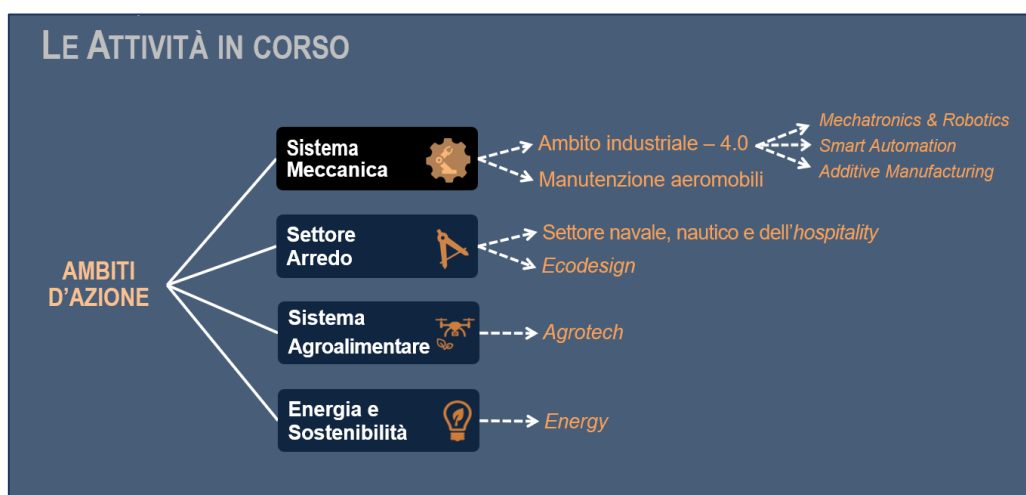 LE ATTIVITÀ IN CORSO
AMBITI
D’AZIONE
Sistema
Meccanica
Ambito industriale – 4.0
Mechatronics & Robotics
Smart Automation
Additive Manufacturing
Manutenzione aeromobili
Settore
Arredo
Settore navale, nautico e dell’hospitality
Ecodesign
Sistema
Agroalimentare
Agrotech
Energia e
Sostenibilità
Energy